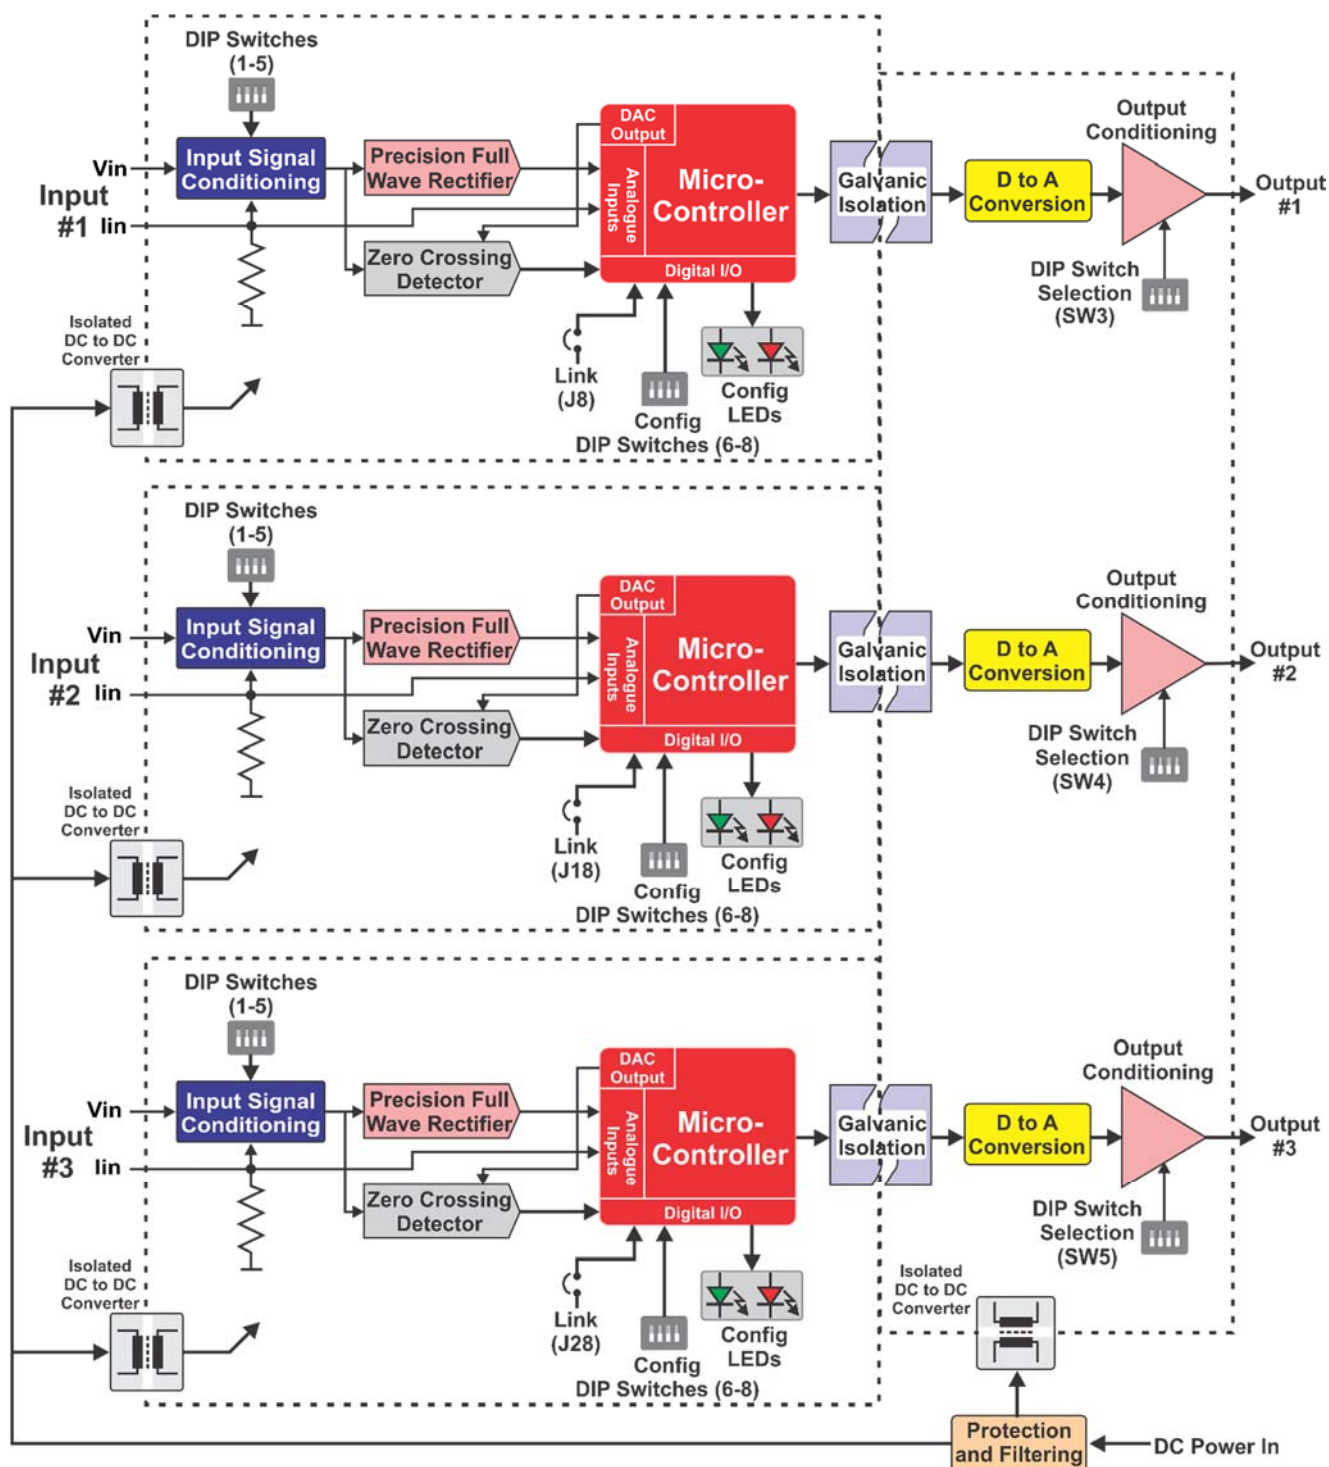 DIP Switches
(1-5)
Vin
Input
#1
Iin
Input Signal
Conditioning
Precision Full
Wave Rectifier
Zero Crossing
Detector
DAC
Output
Analogue
Inputs
Micro-
Controller
Digital I/O
Galvanic
Isolation
D to A
Conversion
Output
Conditioning
Output
#1
DIP Switch
Selection
(SW3)
Isolated
DC to DC
Converter
Link
(J8)
Config
DIP Switches (6-8)
Config
LEDs
DIP Switches
(1-5)
Vin
Input
#2
Iin
Input Signal
Conditioning
Precision Full
Wave Rectifier
Zero Crossing
Detector
DAC
Output
Analogue
Inputs
Micro-
Controller
Digital I/O
Galvanic
Isolation
D to A
Conversion
Output
Conditioning
Output
#2
DIP Switch
Selection
(SW4)
Isolated
DC to DC
Converter
Link
(J18)
Config
DIP Switches (6-8)
Config
LEDs
DIP Switches
(1-5)
Vin
Input
#3
Iin
Input Signal
Conditioning
Precision Full
Wave Rectifier
Zero Crossing
Detector
DAC
Output
Analogue
Inputs
Micro-
Controller
Digital I/O
Galvanic
Isolation
D to A
Conversion
Output
Conditioning
Output
#3
DIP Switch
Selection
(SW5)
Isolated
DC to DC
Converter
Link
(J28)
Config
DIP Switches (6-8)
Config
LEDs
Isolated
DC to DC
Converter
Protection
and Filtering
DC Power In